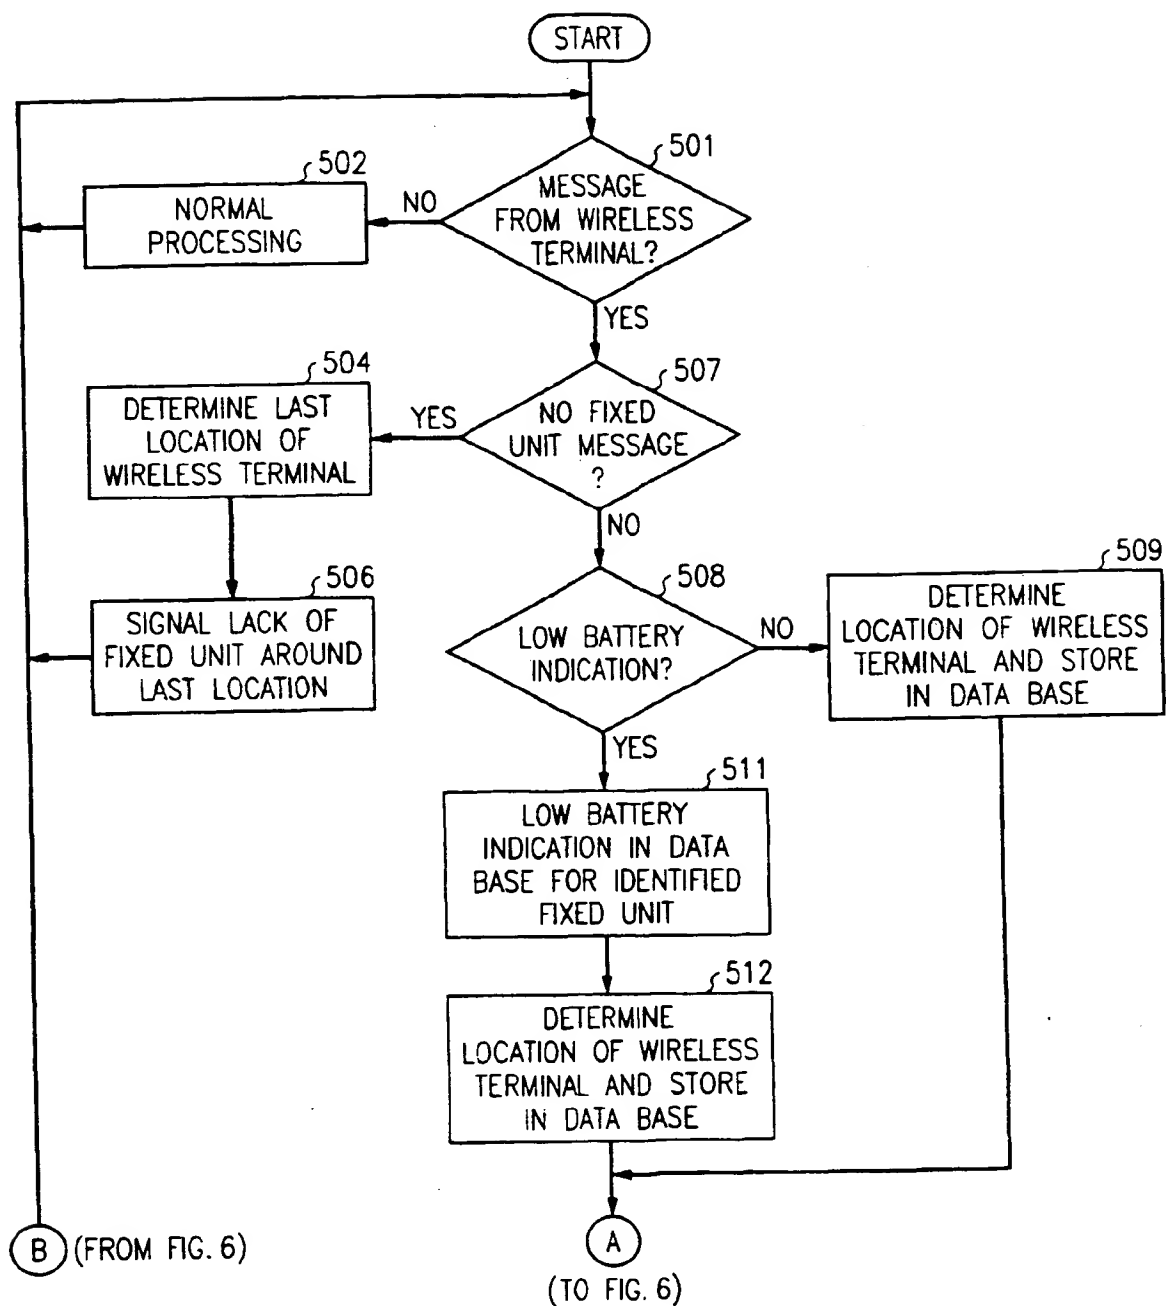 START
501
MESSAGE
FROM WIRELESS
TERMINAL?
NO
502
NORMAL
PROCESSING
YES
507
NO FIXED
UNIT MESSAGE
?
YES
504
DETERMINE LAST
LOCATION OF
WIRELESS TERMINAL
506
SIGNAL LACK OF
FIXED UNIT AROUND
LAST LOCATION
NO
508
LOW BATTERY
INDICATION?
NO
509
DETERMINE
LOCATION OF WIRELESS
TERMINAL AND STORE
IN DATA BASE
YES
511
LOW BATTERY
INDICATION IN DATA
BASE FOR IDENTIFIED
FIXED UNIT
512
DETERMINE
LOCATION OF WIRELESS
TERMINAL AND STORE
IN DATA BASE
B (FROM FIG. 6)
A
(TO FIG. 6)